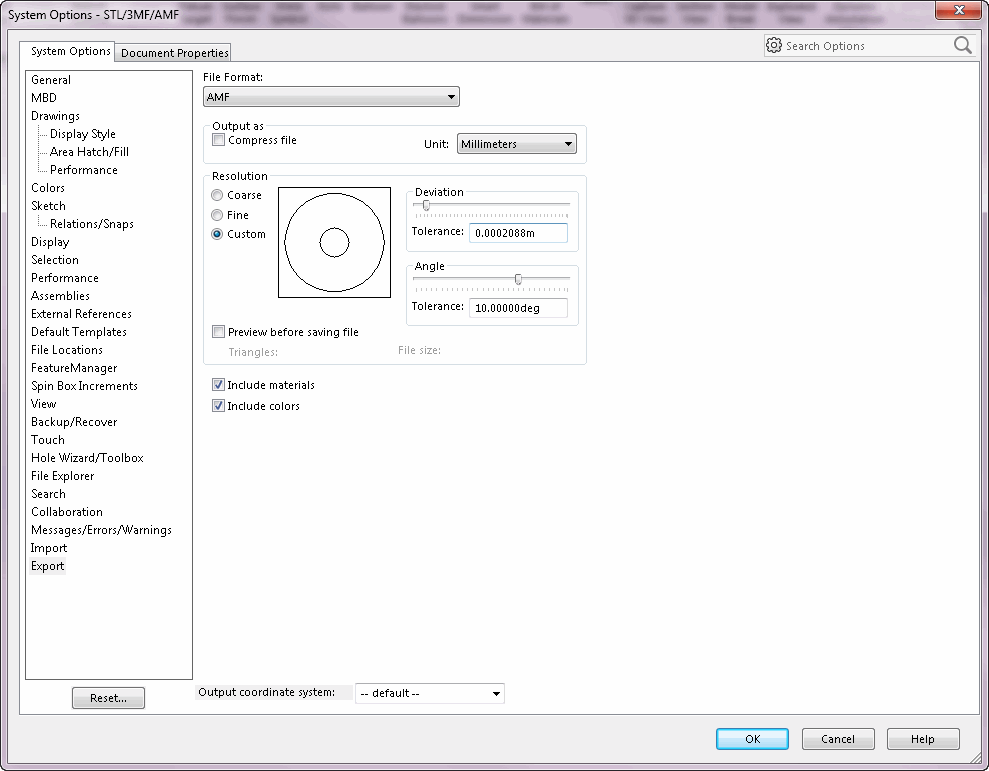 System Options - STL/3MF/AMF
System Options
Document Properties
Search Options
General
MBD
Drawings
Display Style
Area Hatch/Fill
Performance
Colors
Sketch
Relations/Snaps
Display
Selection
Performance
Assemblies
External References
Default Templates
File Locations
FeatureManager
Spin Box Increments
View
Backup/Recover
Touch
Hole Wizard/Toolbox
File Explorer
Search
Collaboration
Messages/Errors/Warnings
Import
Export
Reset...
File Format:
AMF
Output as
Compress file
Unit:
Millimeters
Resolution
Coarse
Fine
Custom
Deviation
Tolerance:
0.0002088m
Angle
Tolerance:
10.00000deg
Preview before saving file
Triangles:
File size:
Include materials
Include colors
Output coordinate system:
-- default --
OK
Cancel
Help